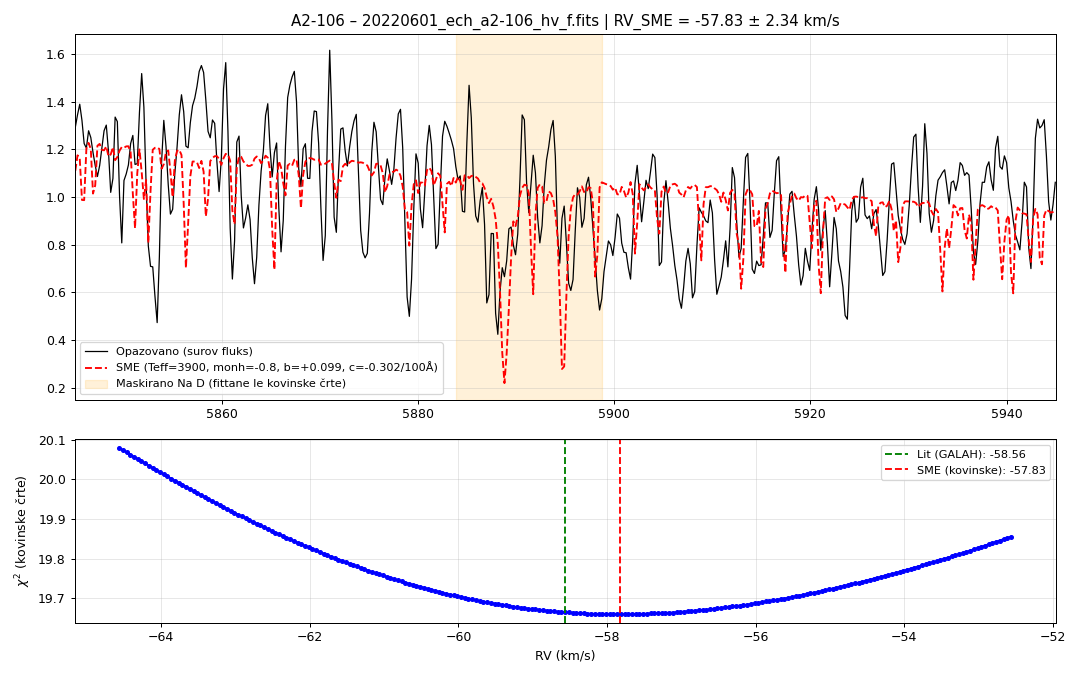 A2-106 – 20220601_ech_a2-106_hv_f.fits | RV_SME = -57.83 ± 2.34 km/s
1.6
1.4
1.2
1.0
0.8
0.6
0.4
0.2
Opazovano (surov fluks)
SME (Teff=3900, monh=-0.8, b=+0.099, c=-0.302/100Å)
Maskirano Na D (fittane le kovinske črte)
5860 5880 5900 5920 5940
20.1
20.0
19.9
19.8
19.7
χ² (kovinske črte)
Lit (GALAH): -58.56
SME (kovinske): -57.83
−64 −62 −60 −58 −56 −54 −52
RV (km/s)